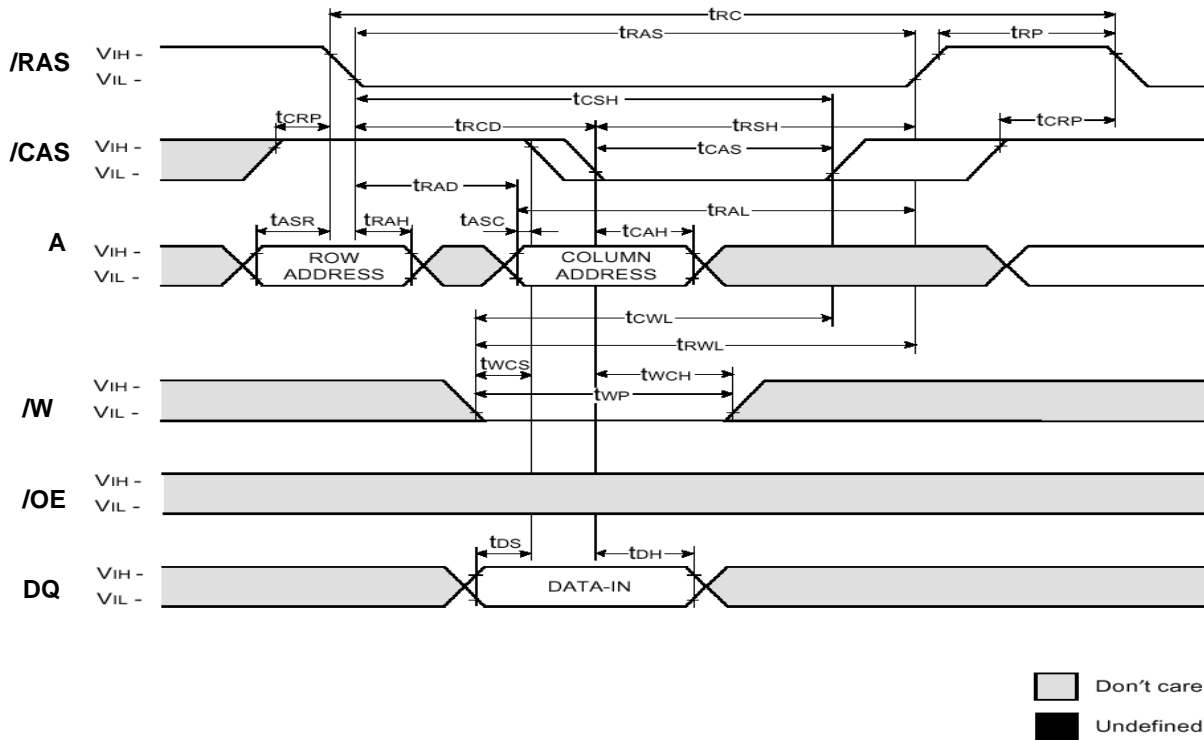 tRC
tRAS
tRP
/RAS
VIH -
VIL -
tCSH
tCRP
tRCD
tRSH
tCRP
/CAS
VIH -
VIL -
tCAS
tRAD
tRAL
tASR
tRAH
tASC
tCAH
A
VIH -
VIL -
ROW
ADDRESS
COLUMN
ADDRESS
tCWL
tRWL
tWCS
tWCH
tWP
/W
VIH -
VIL -
/OE
VIH -
VIL -
tDS
tDH
DQ
VIH -
VIL -
DATA-IN
Don't care
Undefined